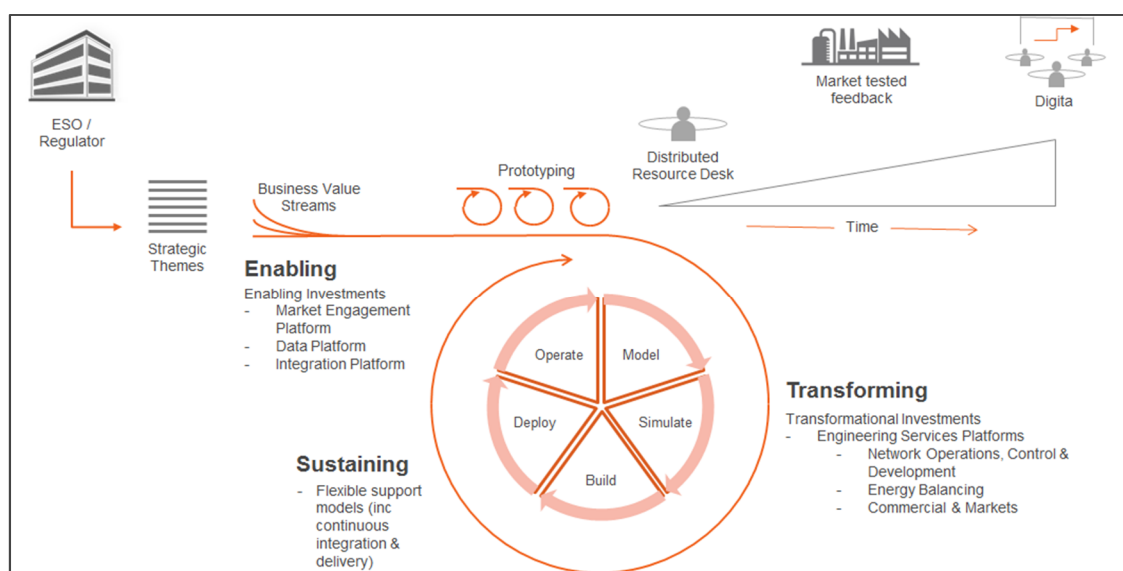 ESO /
Regulator
Strategic
Themes
Business Value
Streams
Prototyping
Distributed
Resource Desk
Market tested
feedback
Digita
Time
Enabling
Enabling Investments
- Market Engagement
Platform
- Data Platform
- Integration Platform
Operate
Model
Deploy
Simulate
Build
Sustaining
- Flexible support
models (inc
continuous
integration &
delivery)
Transforming
Transformational Investments
- Engineering Services Platforms
- Network Operations, Control &
Development
- Energy Balancing
- Commercial & Markets